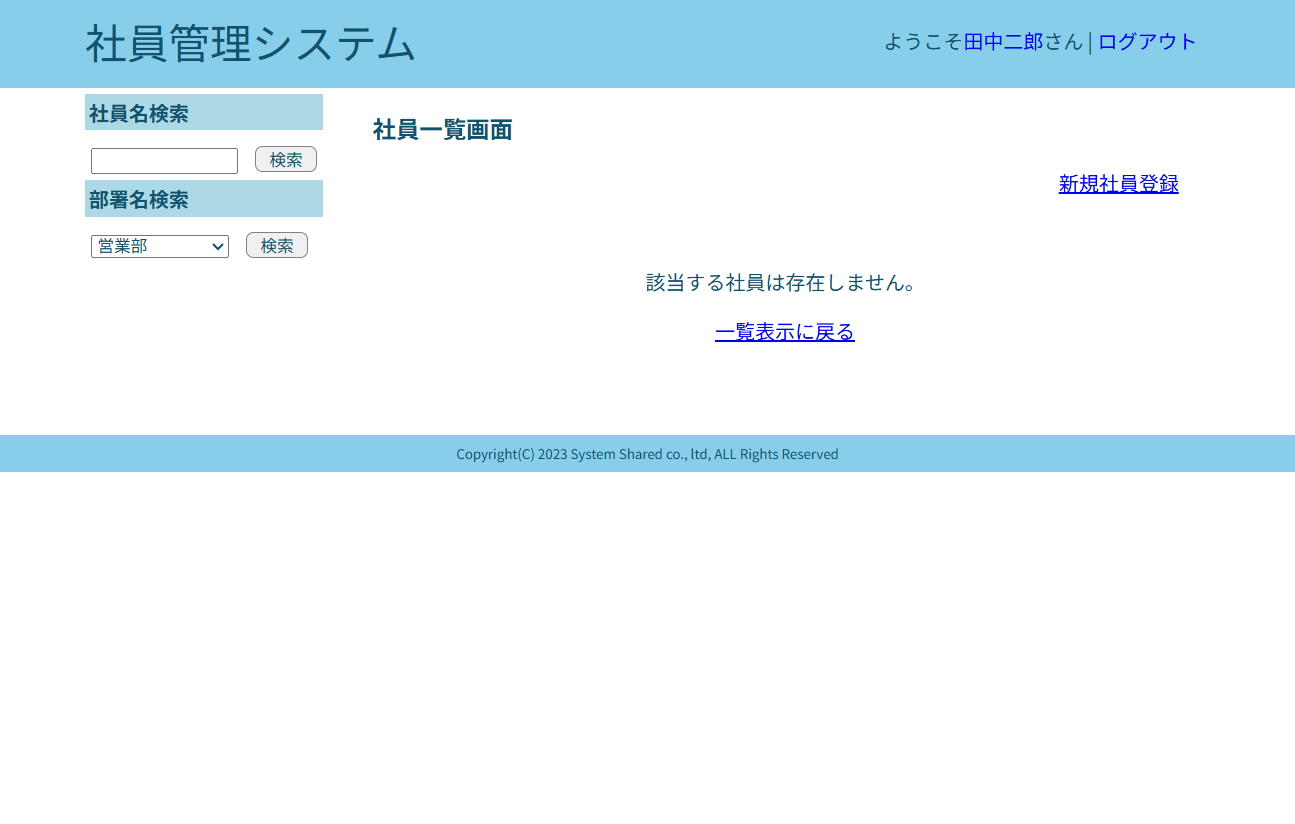 社員管理システム
ようこそ田中二郎さん│ログアウト
社員名検索
検索
部署名検索
営業部 検索
社員一覧画面
新規社員登録
該当する社員は存在しません。
一覧表示に戻る
Copyright(C) 2023 System Shared co., ltd, ALL Rights Reserved